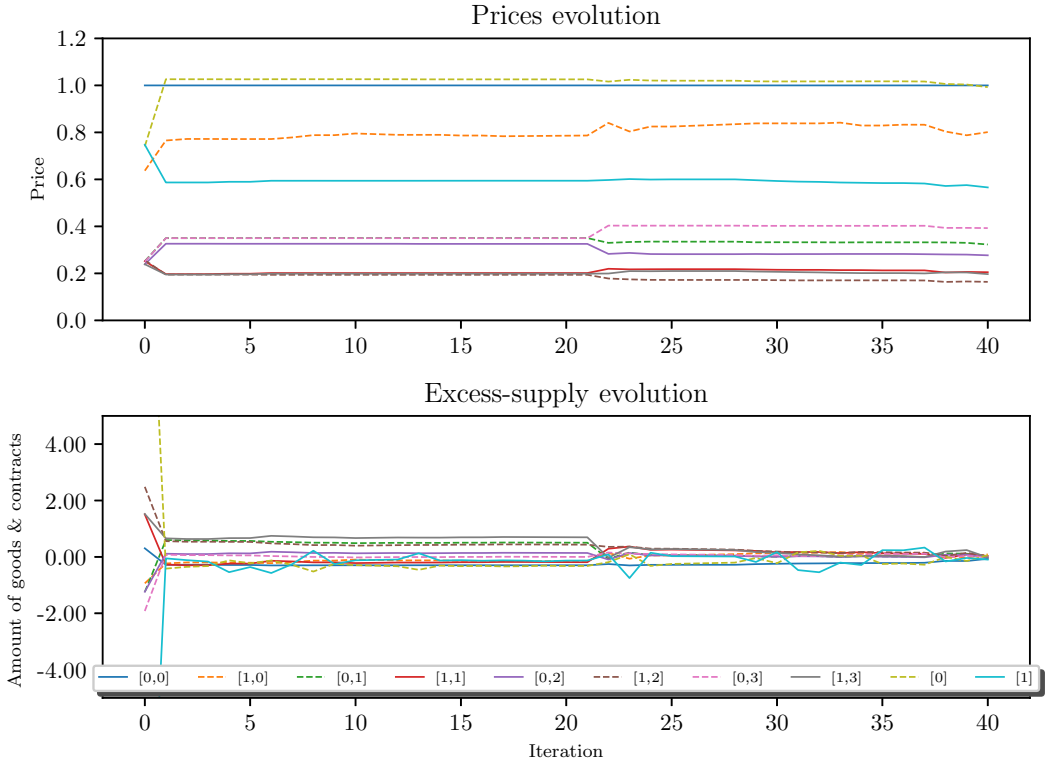 Prices evolution
1.2
1.0
0.8
0.6
0.4
0.2
0.0
Price
0 5 10 15 20 25 30 35 40
Excess-supply evolution
4.00
2.00
0.00
-2.00
-4.00
Amount of goods & contracts
[0,0] [1,0] [0,1] [1,1] [0,2] [1,2] [0,3] [1,3] [0] [1]
0 5 10 15 20 25 30 35 40
Iteration